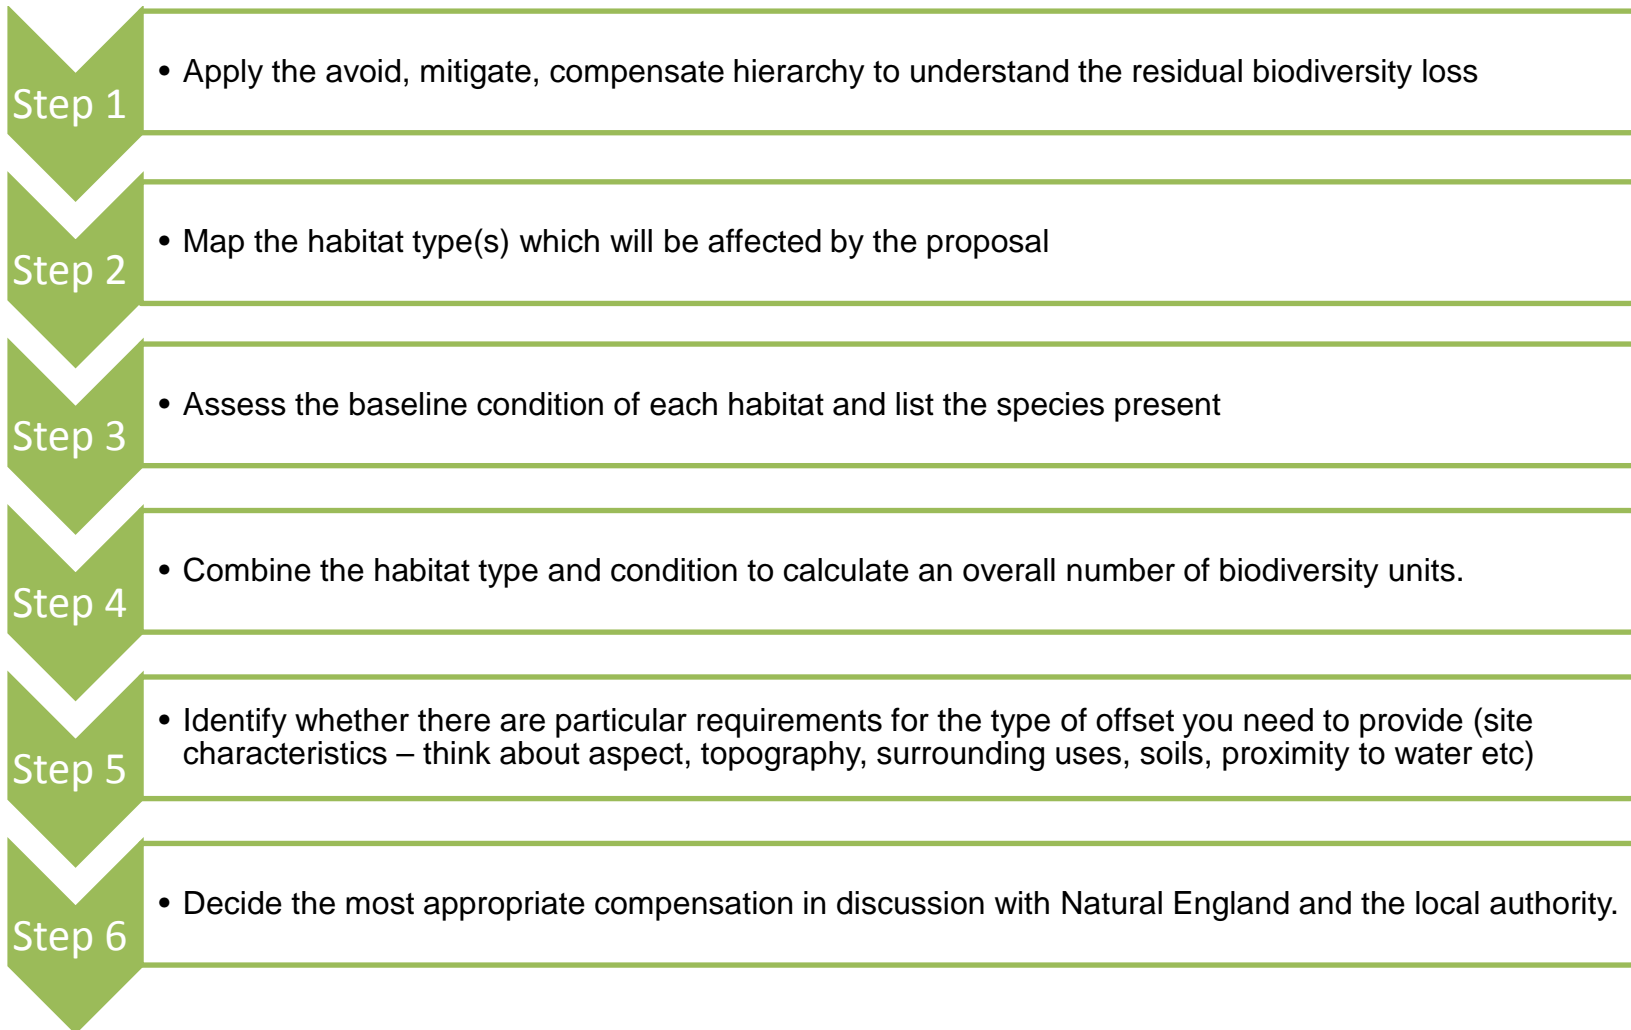 Step 1
• Apply the avoid, mitigate, compensate hierarchy to understand the residual biodiversity loss
Step 2
• Map the habitat type(s) which will be affected by the proposal
Step 3
• Assess the baseline condition of each habitat and list the species present
Step 4
• Combine the habitat type and condition to calculate an overall number of biodiversity units.
Step 5
• Identify whether there are particular requirements for the type of offset you need to provide (site
characteristics – think about aspect, topography, surrounding uses, soils, proximity to water etc)
Step 6
• Decide the most appropriate compensation in discussion with Natural England and the local authority.